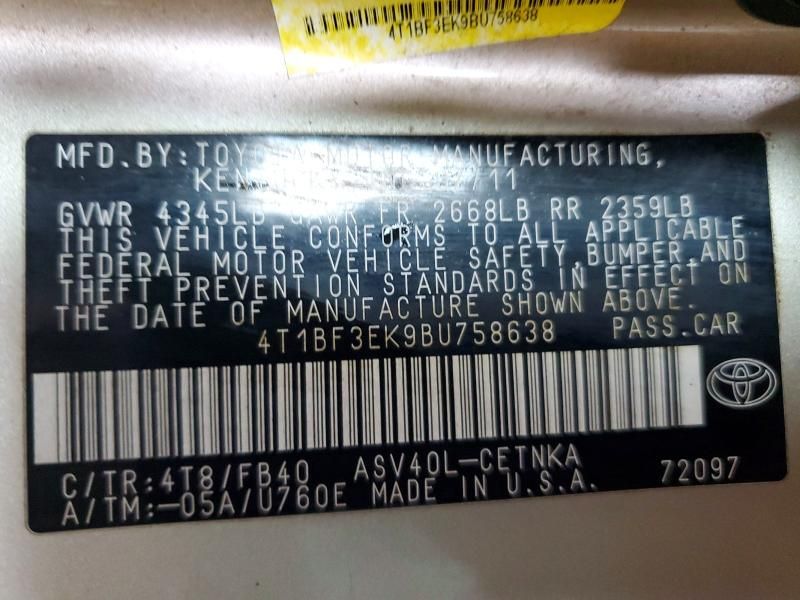 4T1BF3EK9BU758638
MFD. BY: MOTOR MANUFACTURING,
/11
GVWR 4345LB GAWR FR 2668LB RR 2359LB
THIS VEHICLE CONFORMS TO ALL APPLICABLE
FEDERAL MOTOR VEHICLE SAFETY, BUMPER, AND
THEFT PREVENTION STANDARDS IN EFFECT ON
THE DATE OF MANUFACTURE SHOWN ABOVE.
4T1BF3EK9BU758638 PASS.CAR
C/TR:4T8/FB40 ASV40L-CETNKA 72097
A/TM:-05A/U760E MADE IN U.S.A.